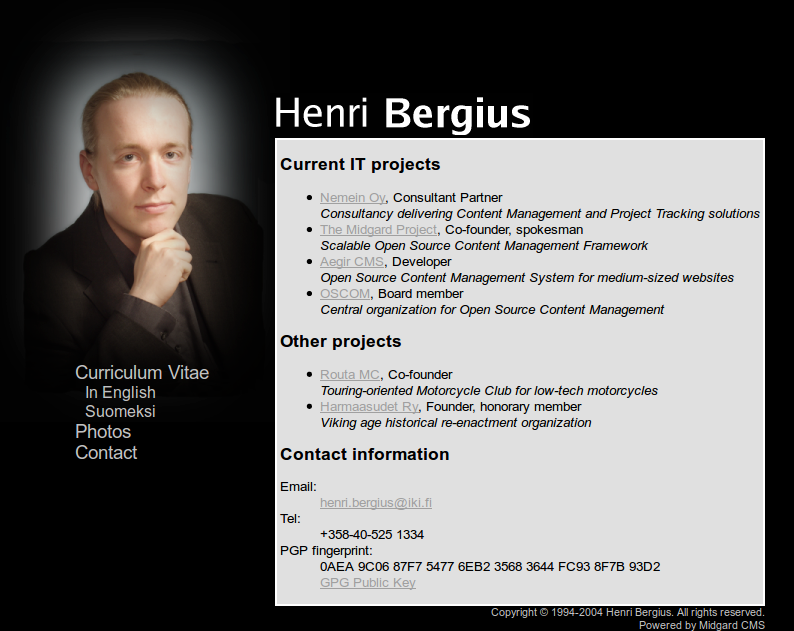 Henri Bergius
Current IT projects
Nemein Oy, Consultant Partner
Consultancy delivering Content Management and Project Tracking solutions
The Midgard Project, Co-founder, spokesman
Scalable Open Source Content Management Framework
Aegir CMS, Developer
Open Source Content Management System for medium-sized websites
OSCOM, Board member
Central organization for Open Source Content Management
Other projects
Routa MC, Co-founder
Touring-oriented Motorcycle Club for low-tech motorcycles
Harmaasudet Ry, Founder, honorary member
Viking age historical re-enactment organization
Contact information
Email:
henri.bergius@iki.fi
Tel:
+358-40-525 1334
PGP fingerprint:
0AEA 9C06 87F7 5477 6EB2 3568 3644 FC93 8F7B 93D2
GPG Public Key
Curriculum Vitae
In English
Suomeksi
Photos
Contact
Copyright © 1994-2004 Henri Bergius. All rights reserved.
Powered by Midgard CMS